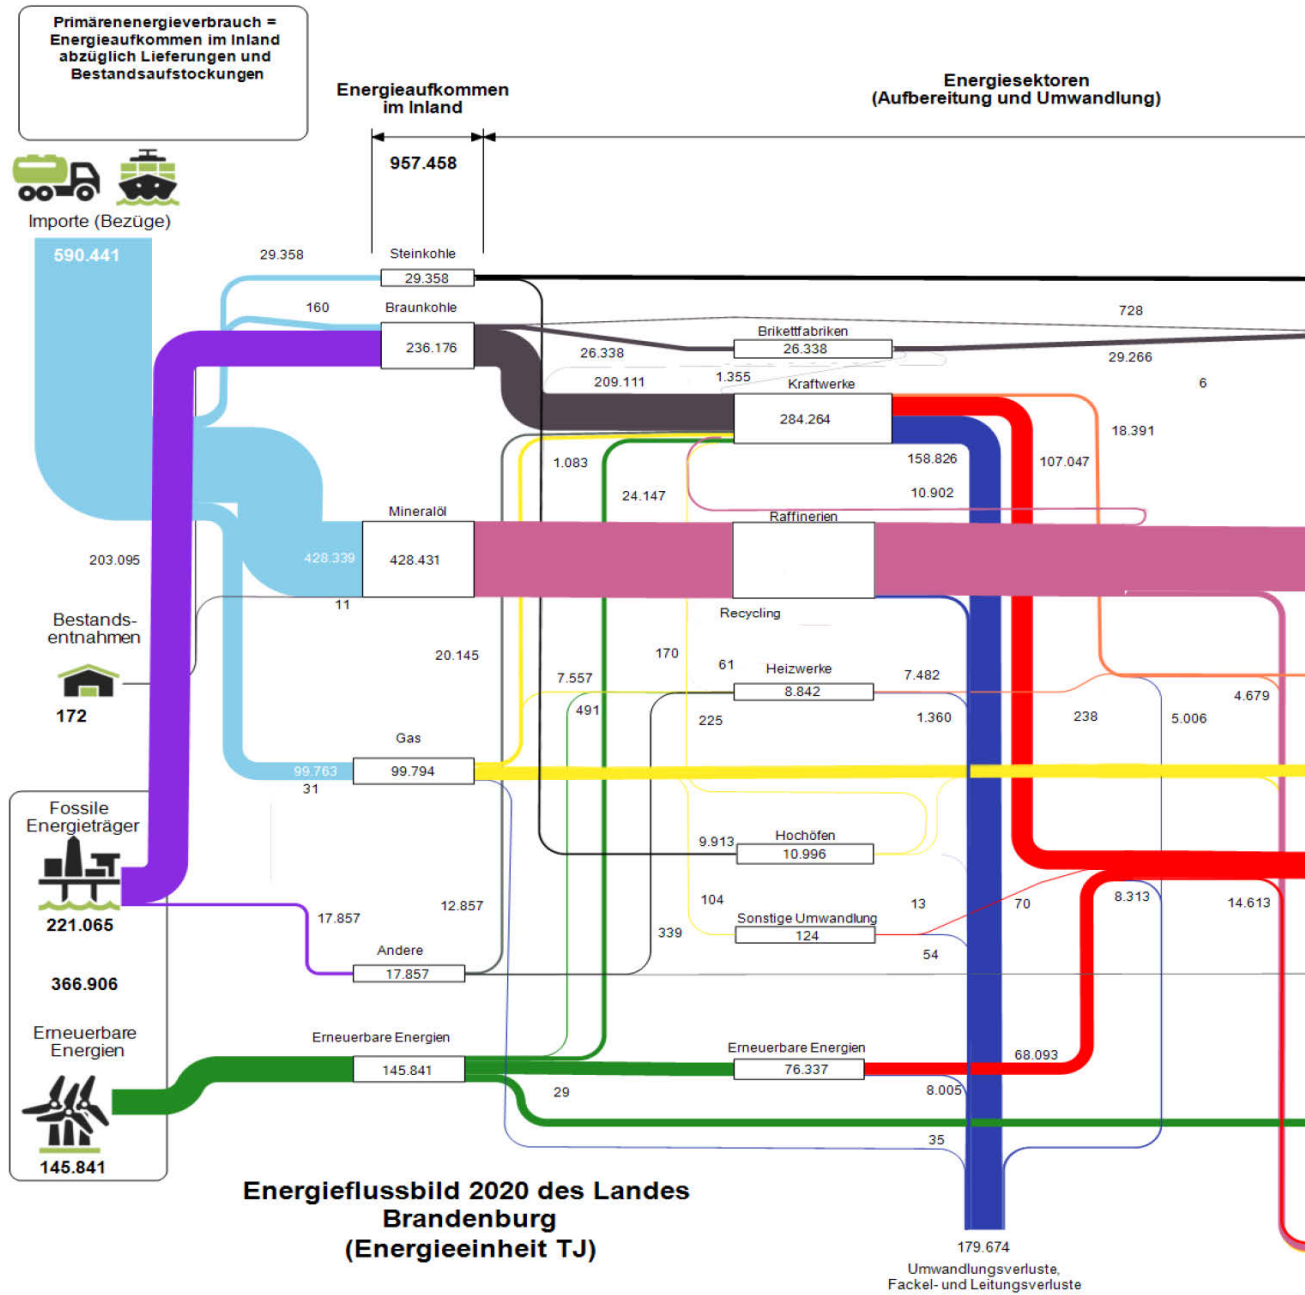 Primärenenergieverbrauch =
Energieaufkommen im Inland
abzüglich Lieferungen und
Bestandsaufstockungen
Energieaufkommen
im Inland
957.458
Energiesektoren
(Aufbereitung und Umwandlung)
Importe (Bezüge)
590.441
29.358
Steinkohle
29.358
160
Braunkohle
236.176
728
Brikettfabriken
26.338
26.338
29.266
209.111
1.355
Kraftwerke
6
284.264
18.391
1.083
158.826
107.047
24.147
10.902
Mineralöl
Raffinerien
203.095
428.339
428.431
11
Recycling
Bestands-
entnahmen
172
20.145
170
61
Heizwerke
7.557
8.842
7.482
491
225
1.360
238
5.006
4.679
Gas
99.763
99.794
31
Fossile
Energieträger
221.065
9.913
Hochöfen
10.996
17.857
12.857
104
13
70
8.313
14.613
Sonstige Umwandlung
124
339
54
Andere
17.857
366.906
Erneuerbare
Energien
145.841
Erneuerbare Energien
145.841
Erneuerbare Energien
76.337
68.093
29
8.005
35
Energieflussbild 2020 des Landes
Brandenburg
(Energieeinheit TJ)
179.674
Umwandlungsverluste,
Fackel- und Leitungsverluste